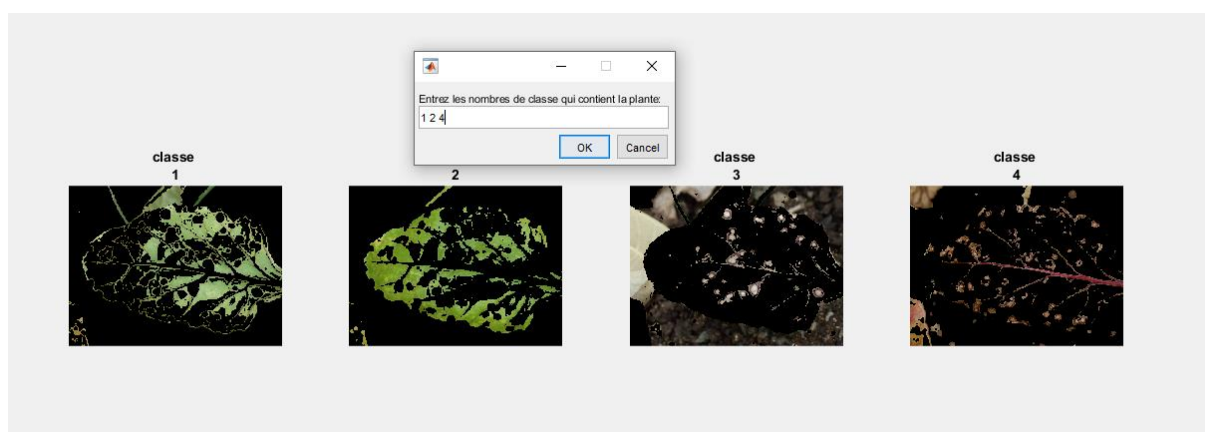 Entrez les nombres de classe qui contient la plante:
1 2 4
OK
Cancel
classe
1
2
classe
3
classe
4